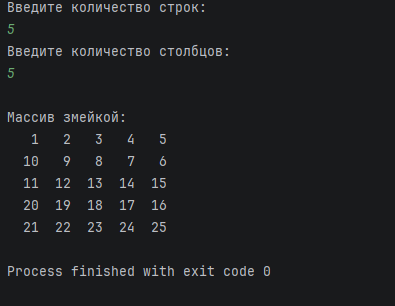 Введите количество строк:
5
Введите количество столбцов:
5
Массив змейкой:
1 2 3 4 5
10 9 8 7 6
11 12 13 14 15
20 19 18 17 16
21 22 23 24 25
Process finished with exit code 0